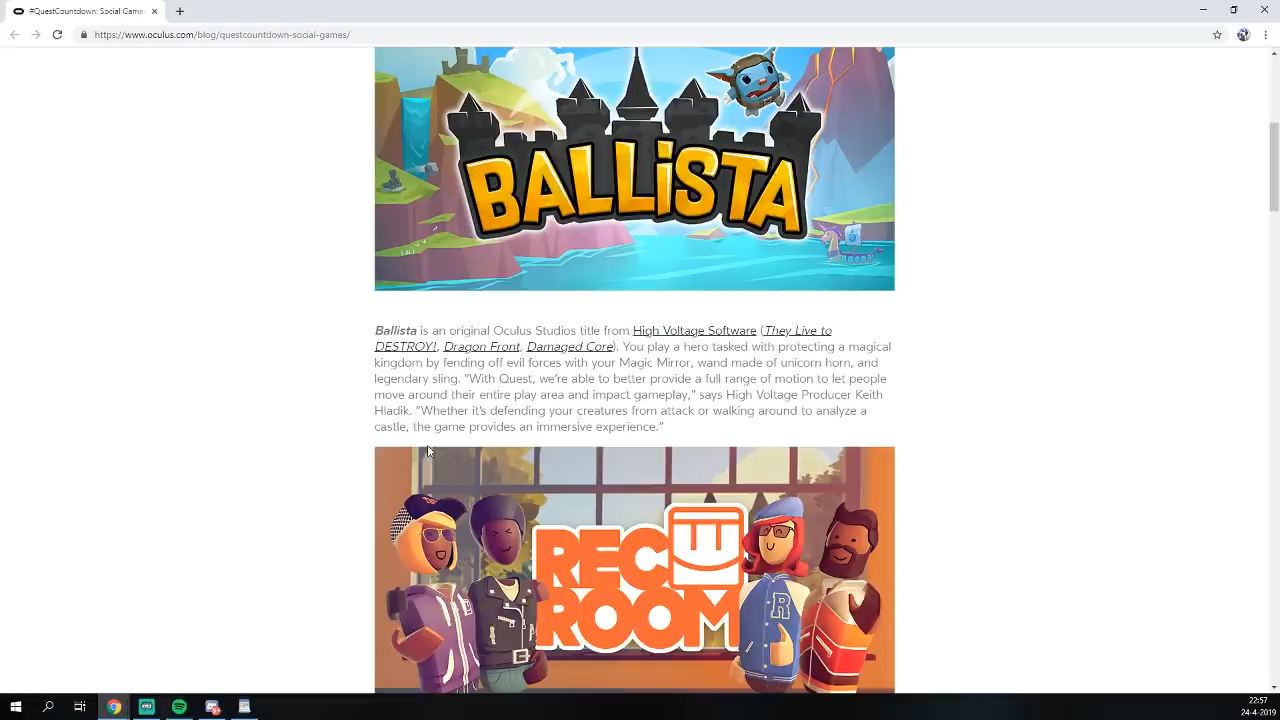 #QuestCountdown: Social Game
https://www.oculus.com/blog/questcountdown-social-games/
BALLiSTA
Ballista is an original Oculus Studios title from High Voltage Software (They Live to
DESTROY!, Dragon Front, Damaged Core). You play a hero tasked with protecting a magical
kingdom by fending off evil forces with your Magic Mirror, wand made of unicorn horn, and
legendary sling. “With Quest, we’re able to better provide a full range of motion to let people
move around their entire play area and impact gameplay,” says High Voltage Producer Keith
Hladik. “Whether it’s defending your creatures from attack or walking around to analyze a
castle, the game provides an immersive experience.”
REC
ROOM
R
22:57
24-4-2019